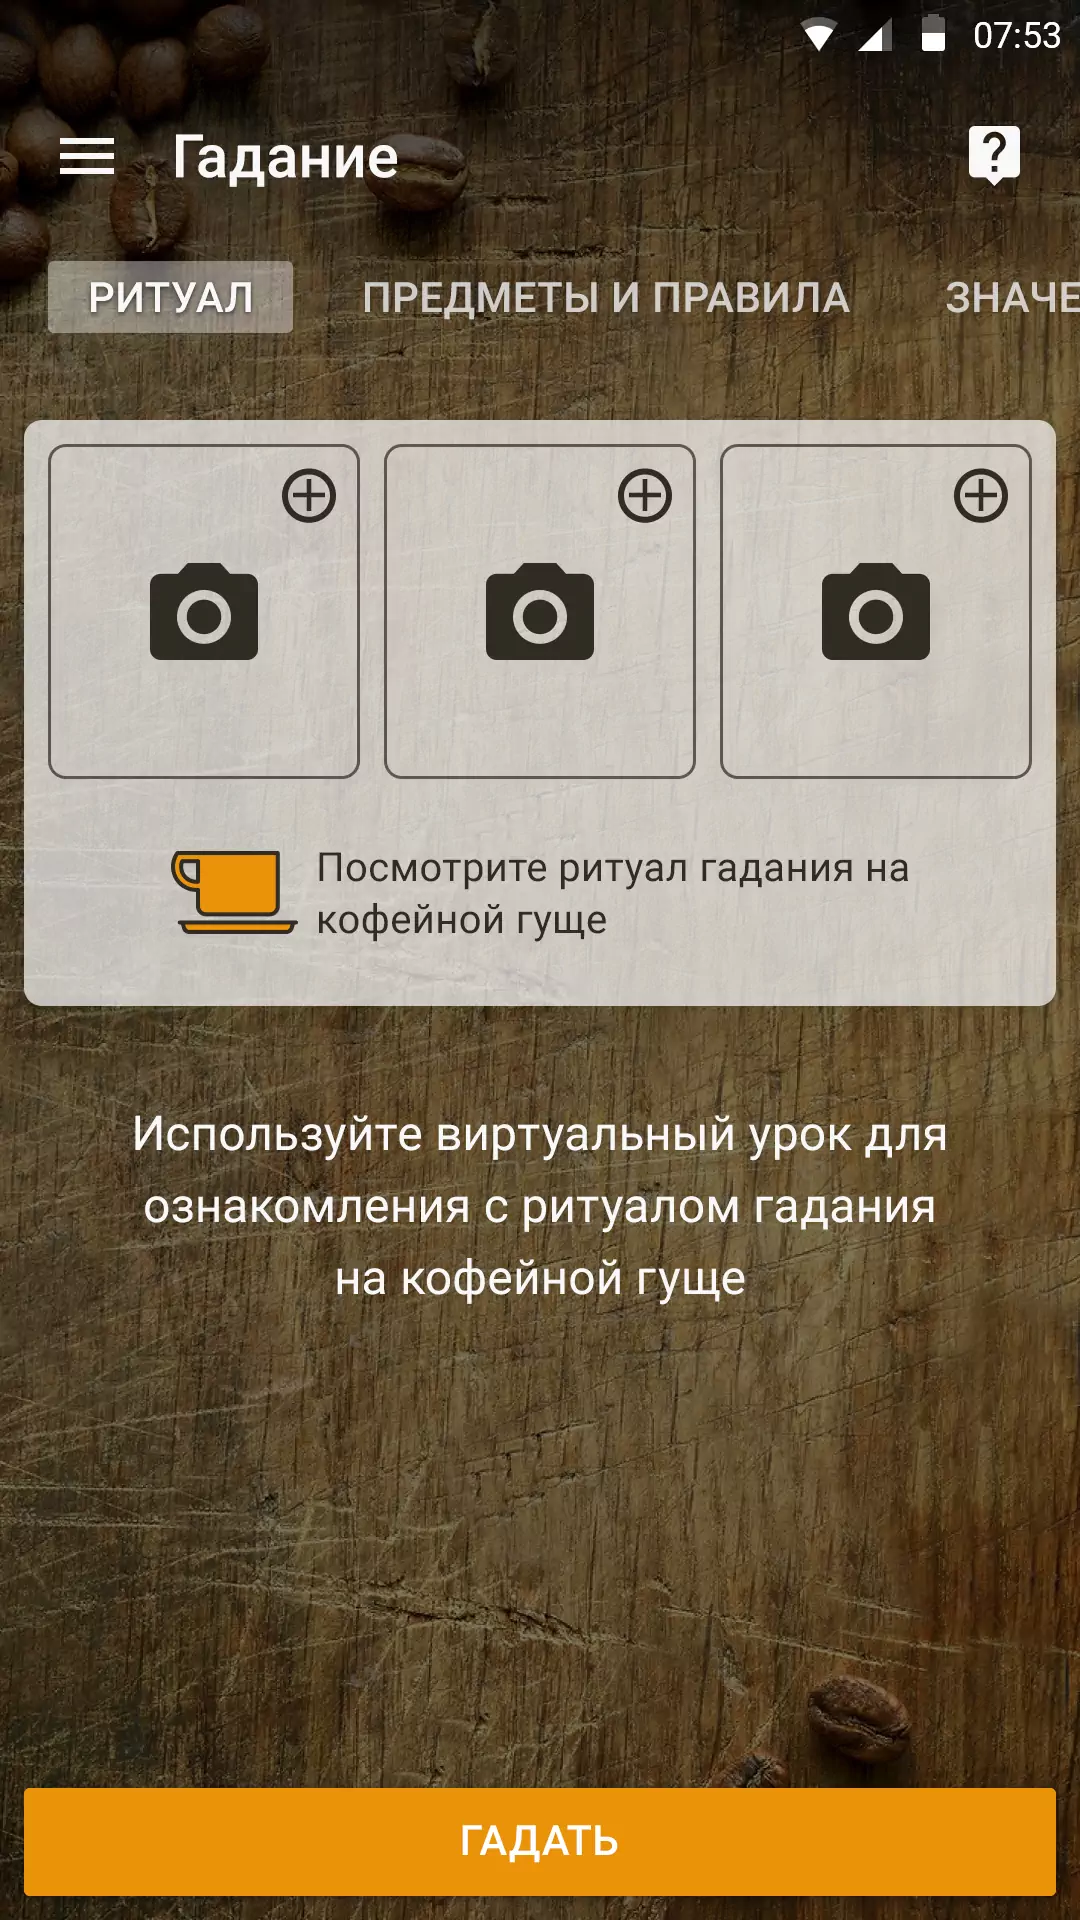 07:53
Гадание
РИТУАЛ ПРЕДМЕТЫ И ПРАВИЛА ЗНАЧЕ
Посмотрите ритуал гадания на
кофейной гуще
Используйте виртуальный урок для
ознакомления с ритуалом гадания
на кофейной гуще
ГАДАТЬ